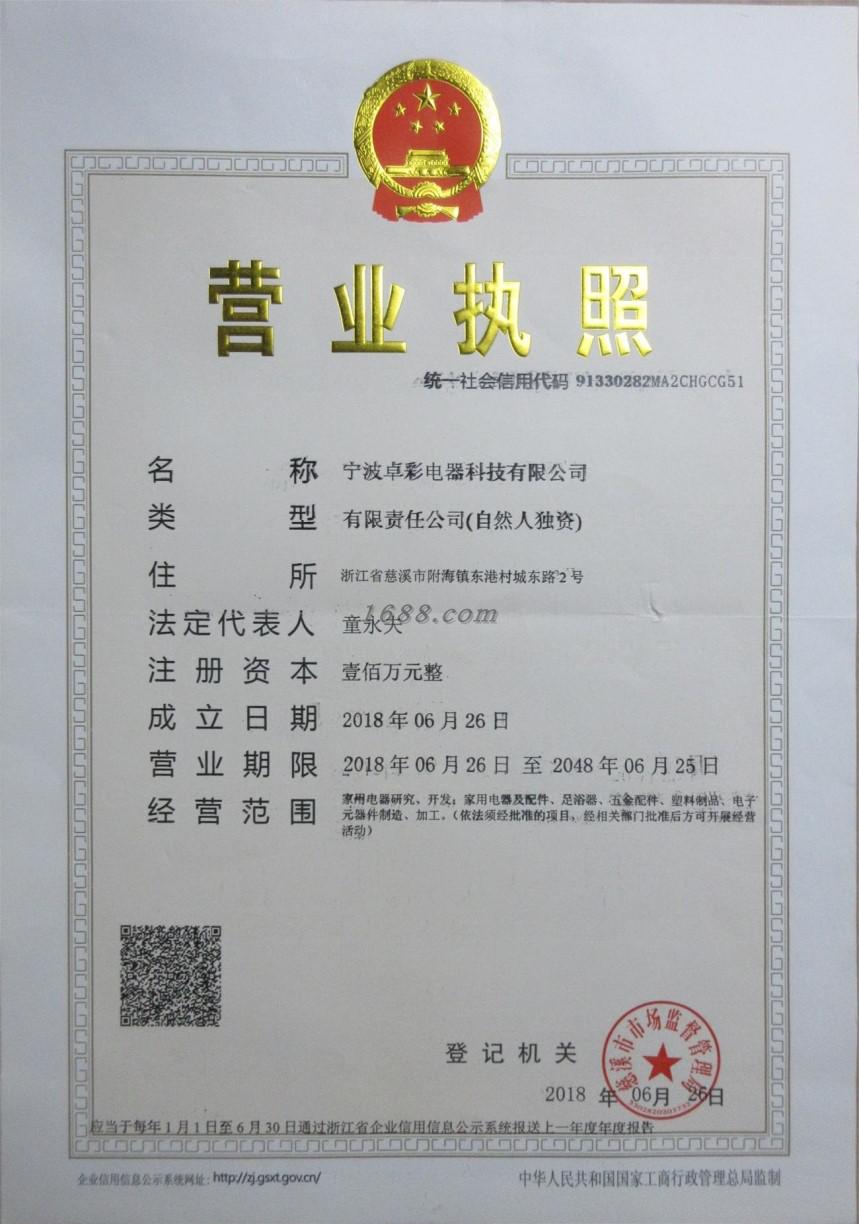 营业执照
统一社会信用代码 91330282MA2CHGCG51
名称 宁波卓彩电器科技有限公司
类型 有限责任公司(自然人独资)
住所 浙江省慈溪市附海镇东港村城东路2号
1688.com
法定代表人 童永夫
注册资本 壹佰万元整
成立日期 2018年06月26日
营业期限 2018年06月26日 至 2048年06月25日
经营范围 家用电器研究、开发;家用电器及配件、足浴器、五金配件、塑料制品、电子
元器件制造、加工。(依法须经批准的项目,经相关部门批准后方可开展经营
活动)
登记机关
慈溪市市场监督管理局
2018 年 06月 26日
应当于每年1月1日至6月30日通过浙江省企业信用信息公示系统报送上一年度年度报告
企业信用信息公示系统网址:http://zj.gsxt.gov.cn/
中华人民共和国国家工商行政管理总局监制